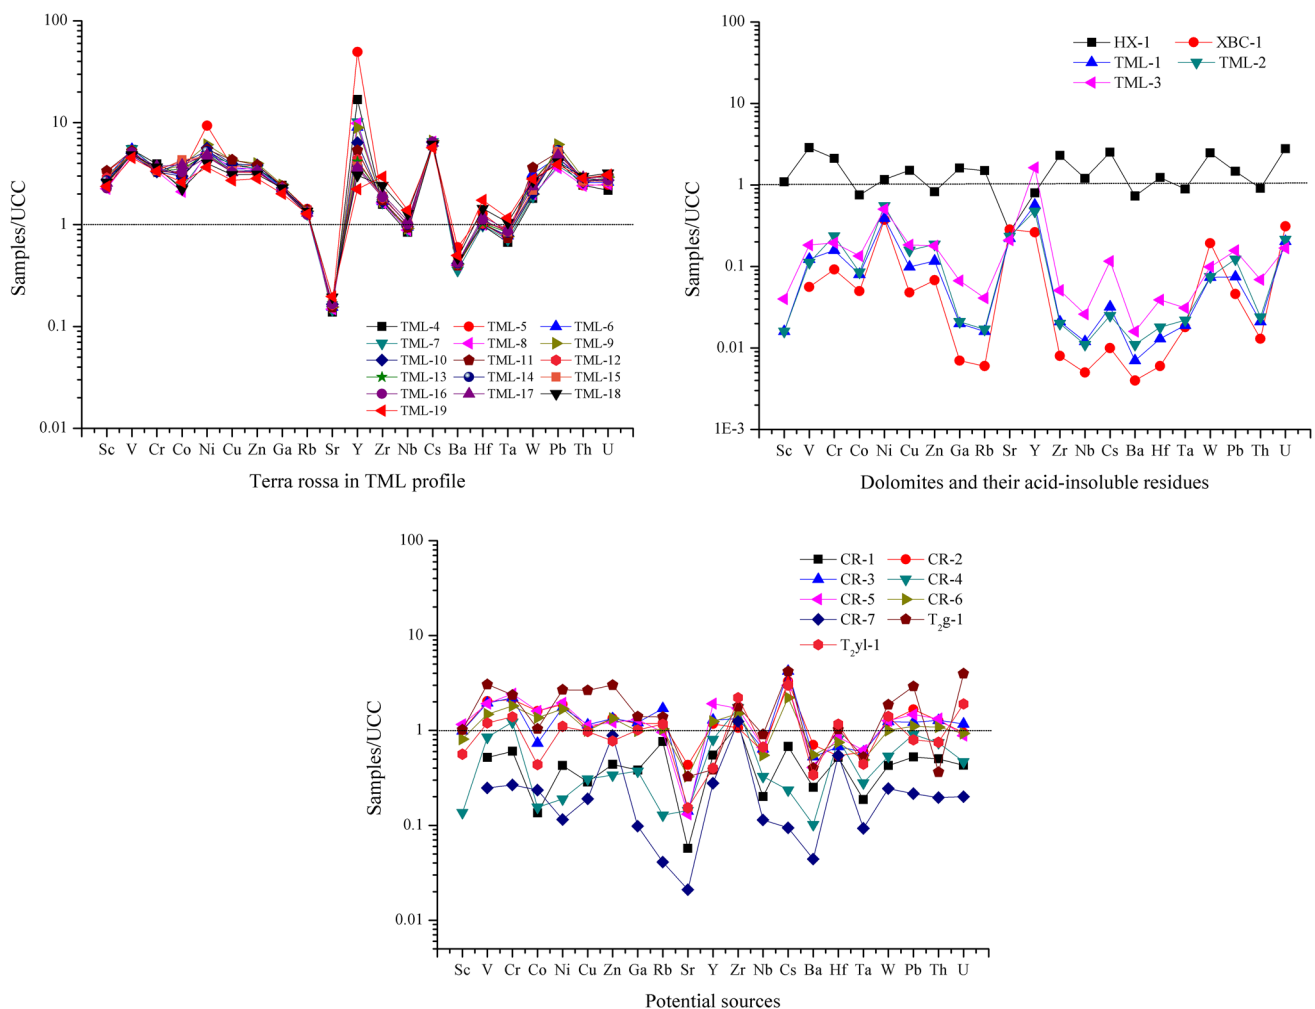 100
10
1
0.1
0.01
Samples/UCC
TML-4 TML-5 TML-6
TML-7 TML-8 TML-9
TML-10 TML-11 TML-12
TML-13 TML-14 TML-15
TML-16 TML-17 TML-18
TML-19
Sc V Cr Co Ni Cu Zn Ga Rb Sr Y Zr Nb Cs Ba Hf Ta W Pb Th U
Terra rossa in TML profile
100
10
1
0.1
0.01
1E-3
Samples/UCC
HX-1 XBC-1
TML-1 TML-2
TML-3
Sc V Cr Co Ni Cu Zn Ga Rb Sr Y Zr Nb Cs Ba Hf Ta W Pb Th U
Dolomites and their acid-insoluble residues
100
10
1
0.1
0.01
Samples/UCC
CR-1 CR-2
CR-3 CR-4
CR-5 CR-6
CR-7 T₂g-1
T₂yl-1
Sc V Cr Co Ni Cu Zn Ga Rb Sr Y Zr Nb Cs Ba Hf Ta W Pb Th U
Potential sources